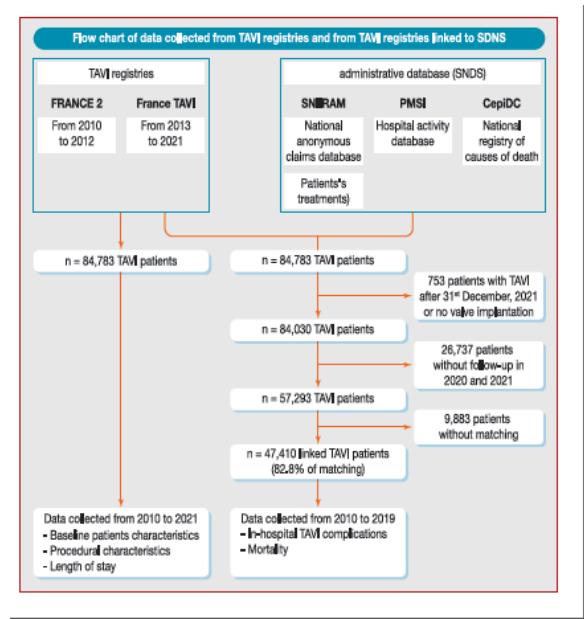 Flow chart of data collected from TAVI registries and from TAVI registries linked to SDNS
TAVI registries
FRANCE 2
From 2010
to 2012
France TAVI
From 2013
to 2021
administrative database (SNDS)
SNIIRAM
National
anonymous
claims database
Patients's
treatments)
PMSI
Hospital activity
database
CepiDC
National
registry of
causes of death
n = 84,783 TAVI patients
n = 84,783 TAVI patients
753 patients with TAVI
after 31st December, 2021
or no valve implantation
n = 84,030 TAVI patients
26,737 patients
without follow-up in
2020 and 2021
n = 57,293 TAVI patients
9,883 patients
without matching
n = 47,410 linked TAVI patients
(82.8% of matching)
Data collected from 2010 to 2021
- Baseline patients characteristics
- Procedural characteristics
- Length of stay
Data collected from 2010 to 2019
- In-hospital TAVI complications
- Mortality